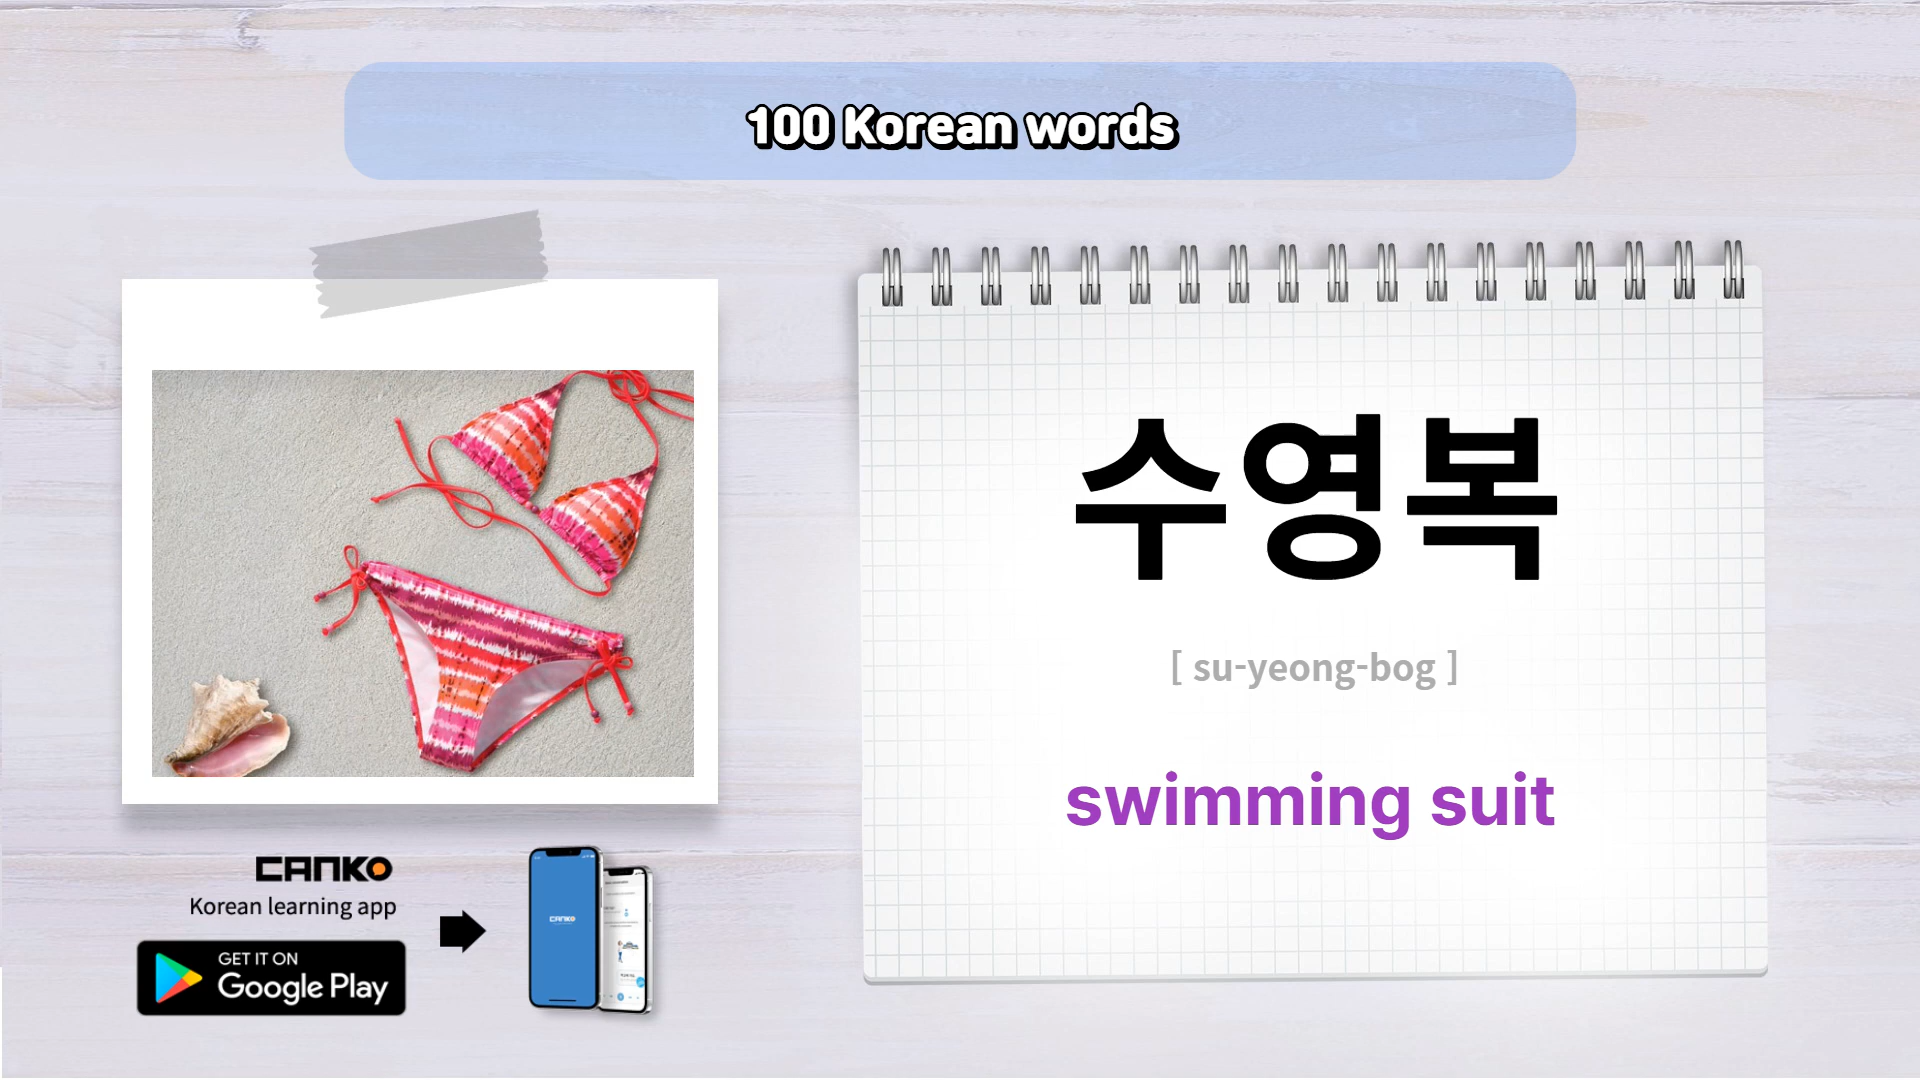 100 Korean words
수영복
[ su-yeong-bog ]
swimming suit
CANKO
Korean learning app
GET IT ON
Google Play
CANKO